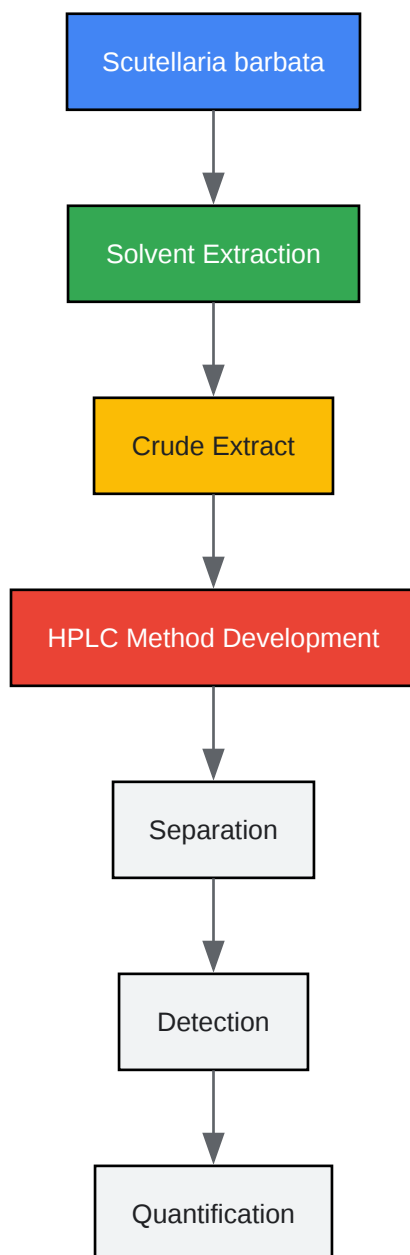 Scutellaria barbata
Solvent Extraction
Crude Extract
HPLC Method Development
Separation
Detection
Quantification